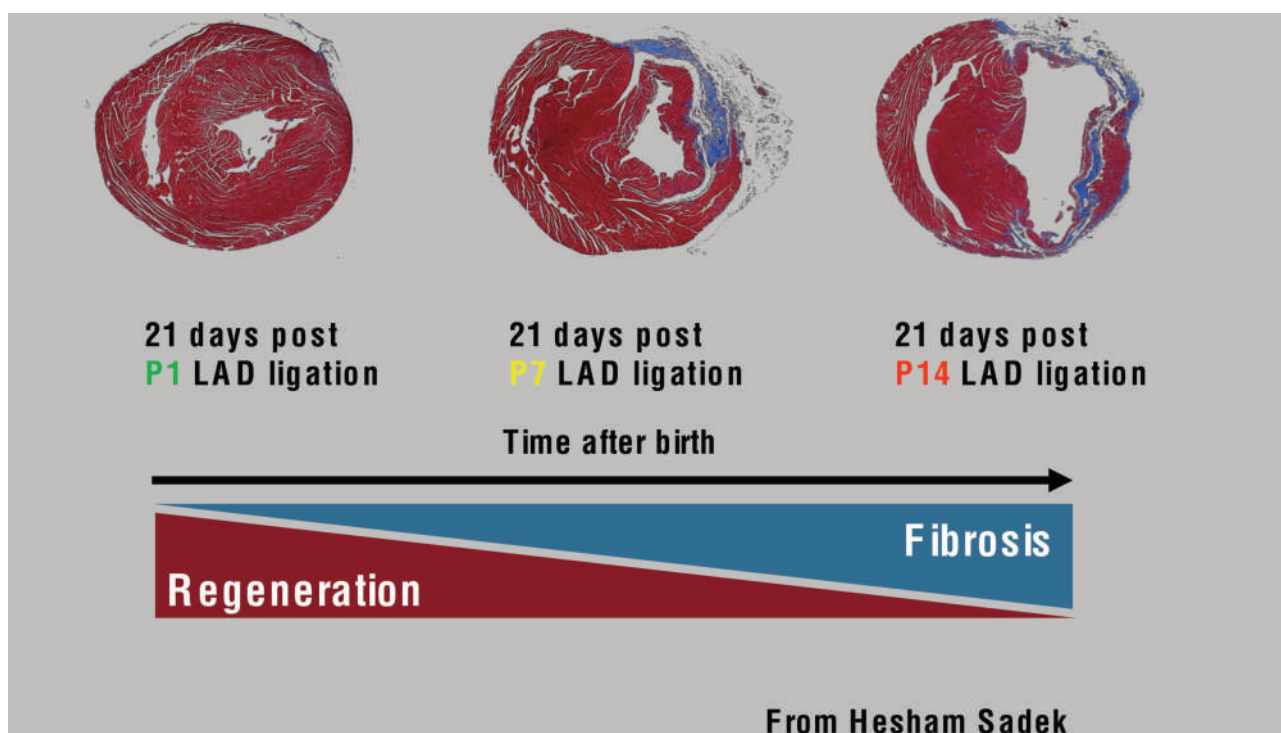 21 days post
P1 LAD ligation
21 days post
P7 LAD ligation
21 days post
P14 LAD ligation
Time after birth
Fibrosis
Regeneration
From Hesham Sadek